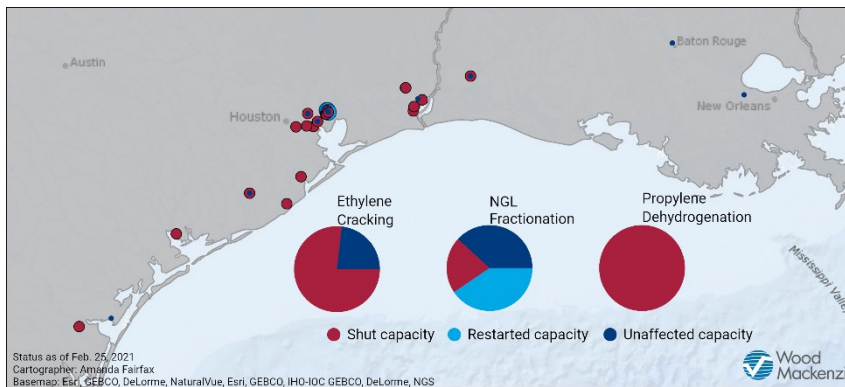 Austin
Baton Rouge
Houston
New Orleans
Ethylene
Cracking
NGL
Fractionation
Propylene
Dehydrogenation
Mississippi Valley
Shut capacity
Restarted capacity
Unaffected capacity
Status as of Feb. 25, 2021
Cartographer: Amanda Fairfax
Basemap: Esri, GEBCO, DeLorme, NaturalVue, Esri, GEBCO, IHO-IOC GEBCO, DeLorme, NGS
Wood
Mackenzi